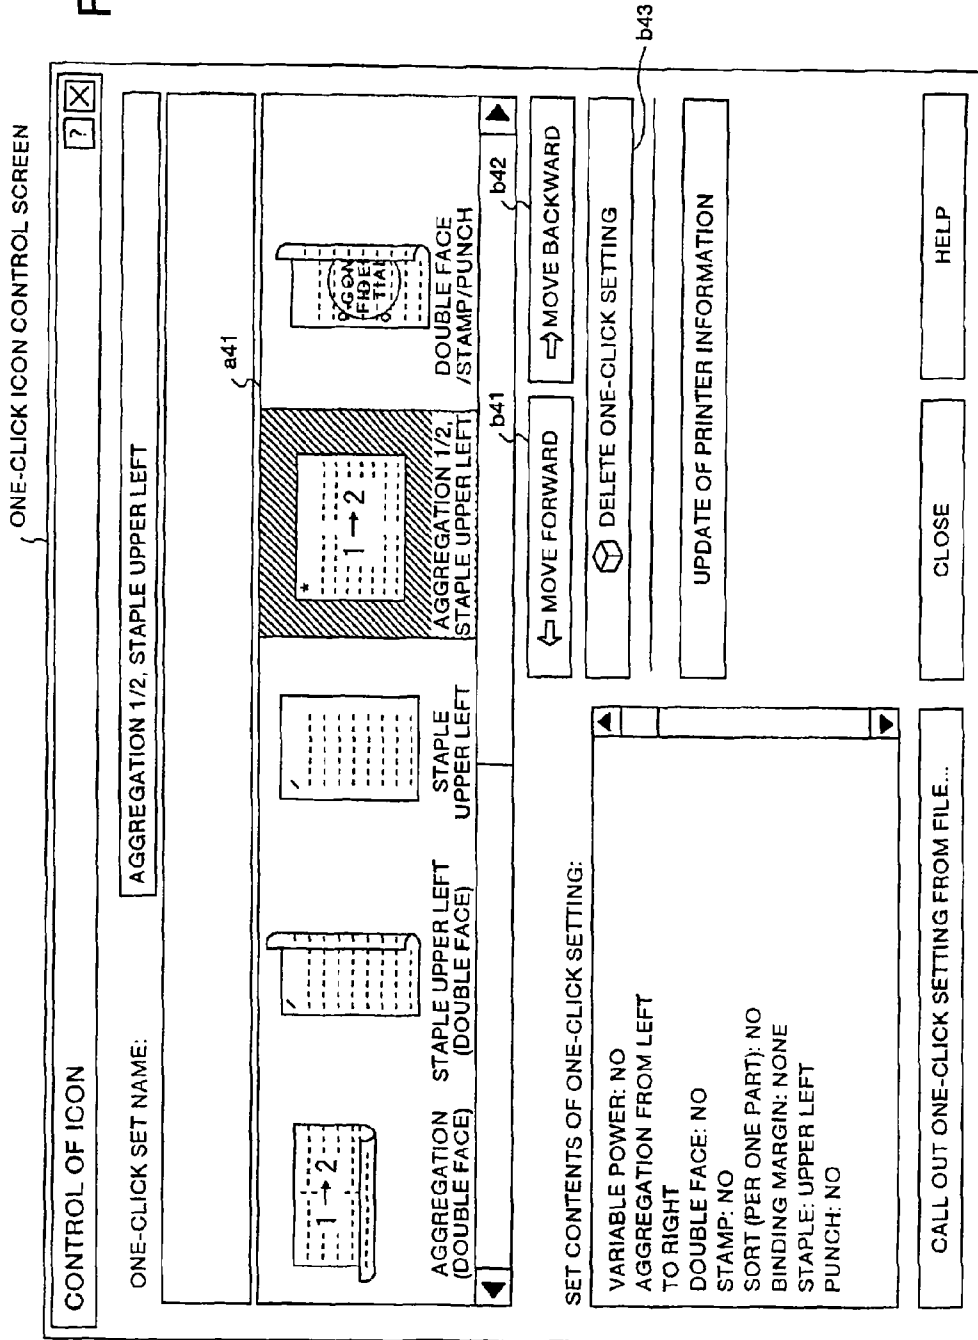 F
ONE-CLICK ICON CONTROL SCREEN
CONTROL OF ICON
?
ONE-CLICK SET NAME:
AGGREGATION 1/2, STAPLE UPPER LEFT
a41
1 → 2
1 → 2
CONFIDENTIAL
AGGREGATION
(DOUBLE FACE)
STAPLE UPPER LEFT
(DOUBLE FACE)
STAPLE
UPPER LEFT
AGGREGATION 1/2,
STAPLE UPPER LEFT
DOUBLE FACE
/STAMP/PUNCH
b41
b42
⇦ MOVE FORWARD
⇨ MOVE BACKWARD
DELETE ONE-CLICK SETTING
b43
UPDATE OF PRINTER INFORMATION
SET CONTENTS OF ONE-CLICK SETTING:
VARIABLE POWER: NO
AGGREGATION FROM LEFT
TO RIGHT
DOUBLE FACE: NO
STAMP: NO
SORT (PER ONE PART): NO
BINDING MARGIN: NONE
STAPLE: UPPER LEFT
PUNCH: NO
CALL OUT ONE-CLICK SETTING FROM FILE...
CLOSE
HELP